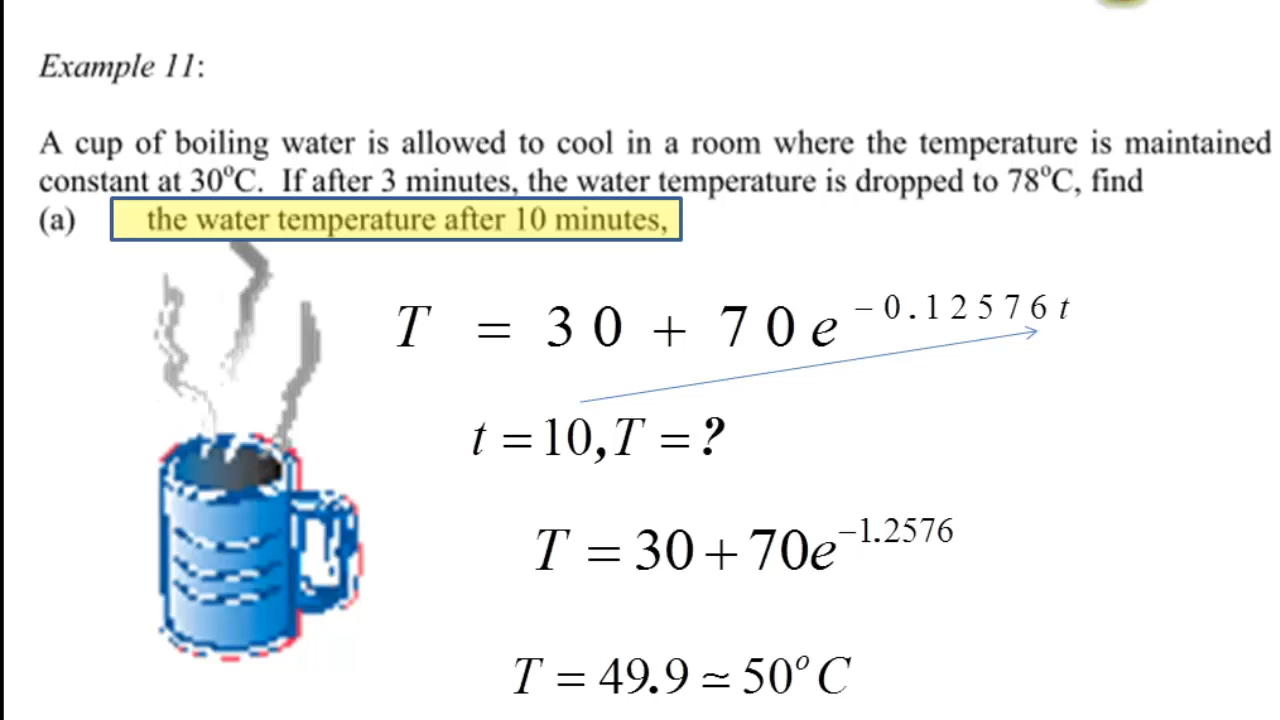 Example 11:
A cup of boiling water is allowed to cool in a room where the temperature is maintained
constant at 30°C. If after 3 minutes, the water temperature is dropped to 78°C, find
(a) the water temperature after 10 minutes,
T = 30 + 70e^{-0.12576t}
t = 10, T = ?
T = 30 + 70e^{-1.2576}
T = 49.9 ≃ 50°C